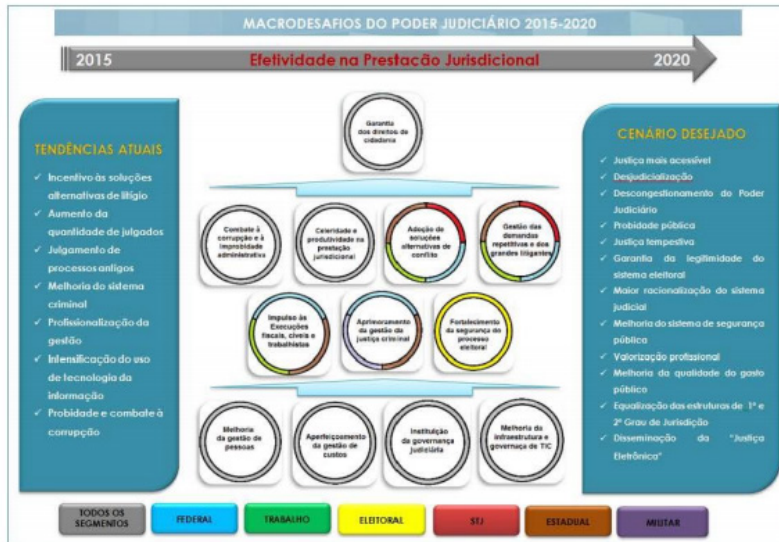 MACRODESAFIOS DO PODER JUDICIÁRIO 2015-2020
2015
Efetividade na Prestação Jurisdicional
2020
TENDÊNCIAS ATUAIS
Incentivo às soluções
alternativas de litígio
Aumento da
quantidade de julgados
Julgamento de
processos antigos
Melhoria do sistema
criminal
Profissionalização da
gestão
Intensificação do uso
de tecnologia da
informação
Probidade e combate à
corrupção
Garantia
dos direitos de
cidadania
Combate à
corrupção e à
improbidade
administrativa
Celeridade e
produtividade na
prestação
jurisdicional
Adoção de
soluções
alternativas de
conflito
Gestão das
demandas
repetitivas e dos
grandes litigantes
Impulso às
Execuções
fiscais, cíveis e
trabalhistas
Aprimoramento
da gestão da
justiça criminal
Fortalecimento
da segurança do
processo
eleitoral
Melhoria
da gestão de
pessoas
Aperfeiçoamento
da gestão de
custos
Instituição
da governança
judiciária
Melhoria da
infraestrutura e
governaça de TIC
CENÁRIO DESEJADO
Justiça mais acessível
Desjudicialização
Descongestionamento do Poder
Judiciário
Probidade pública
Justiça tempestiva
Garantia da legitimidade do
sistema eleitoral
Maior racionalização do sistema
judicial
Melhoria do sistema de segurança
pública
Valorização profissional
Melhoria da qualidade do gasto
público
Equalização das estruturas de 1º e
2º Grau de Jurisdição
Disseminação da "Justiça
Eletrônica"
TODOS OS
SEGMENTOS
FEDERAL
TRABALHO
ELEITORAL
STJ
ESTADUAL
MILITAR